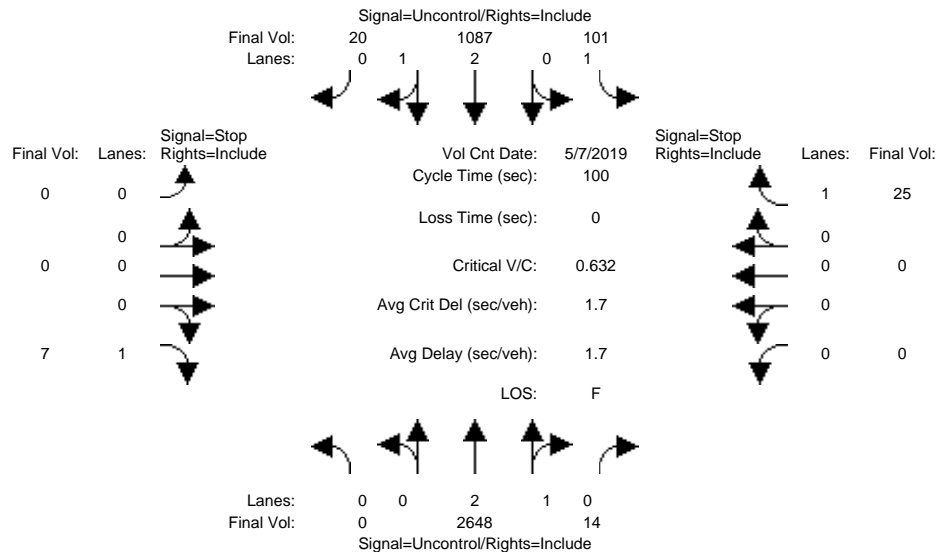 Signal=Uncontrol/Rights=Include
Final Vol: 20 1087 101
Lanes: 0 1 2 0 1
Signal=Stop Signal=Stop
Final Vol: Lanes: Rights=Include Vol Cnt Date: 5/7/2019 Rights=Include Lanes: Final Vol:
Cycle Time (sec): 100
0 0 1 25
Loss Time (sec): 0
0 0
0 0 Critical V/C: 0.632 0 0
0 Avg Crit Del (sec/veh): 1.7 0
7 1 Avg Delay (sec/veh): 1.7 0 0
LOS: F
Lanes: 0 0 2 1 0
Final Vol: 0 2648 14
Signal=Uncontrol/Rights=Include